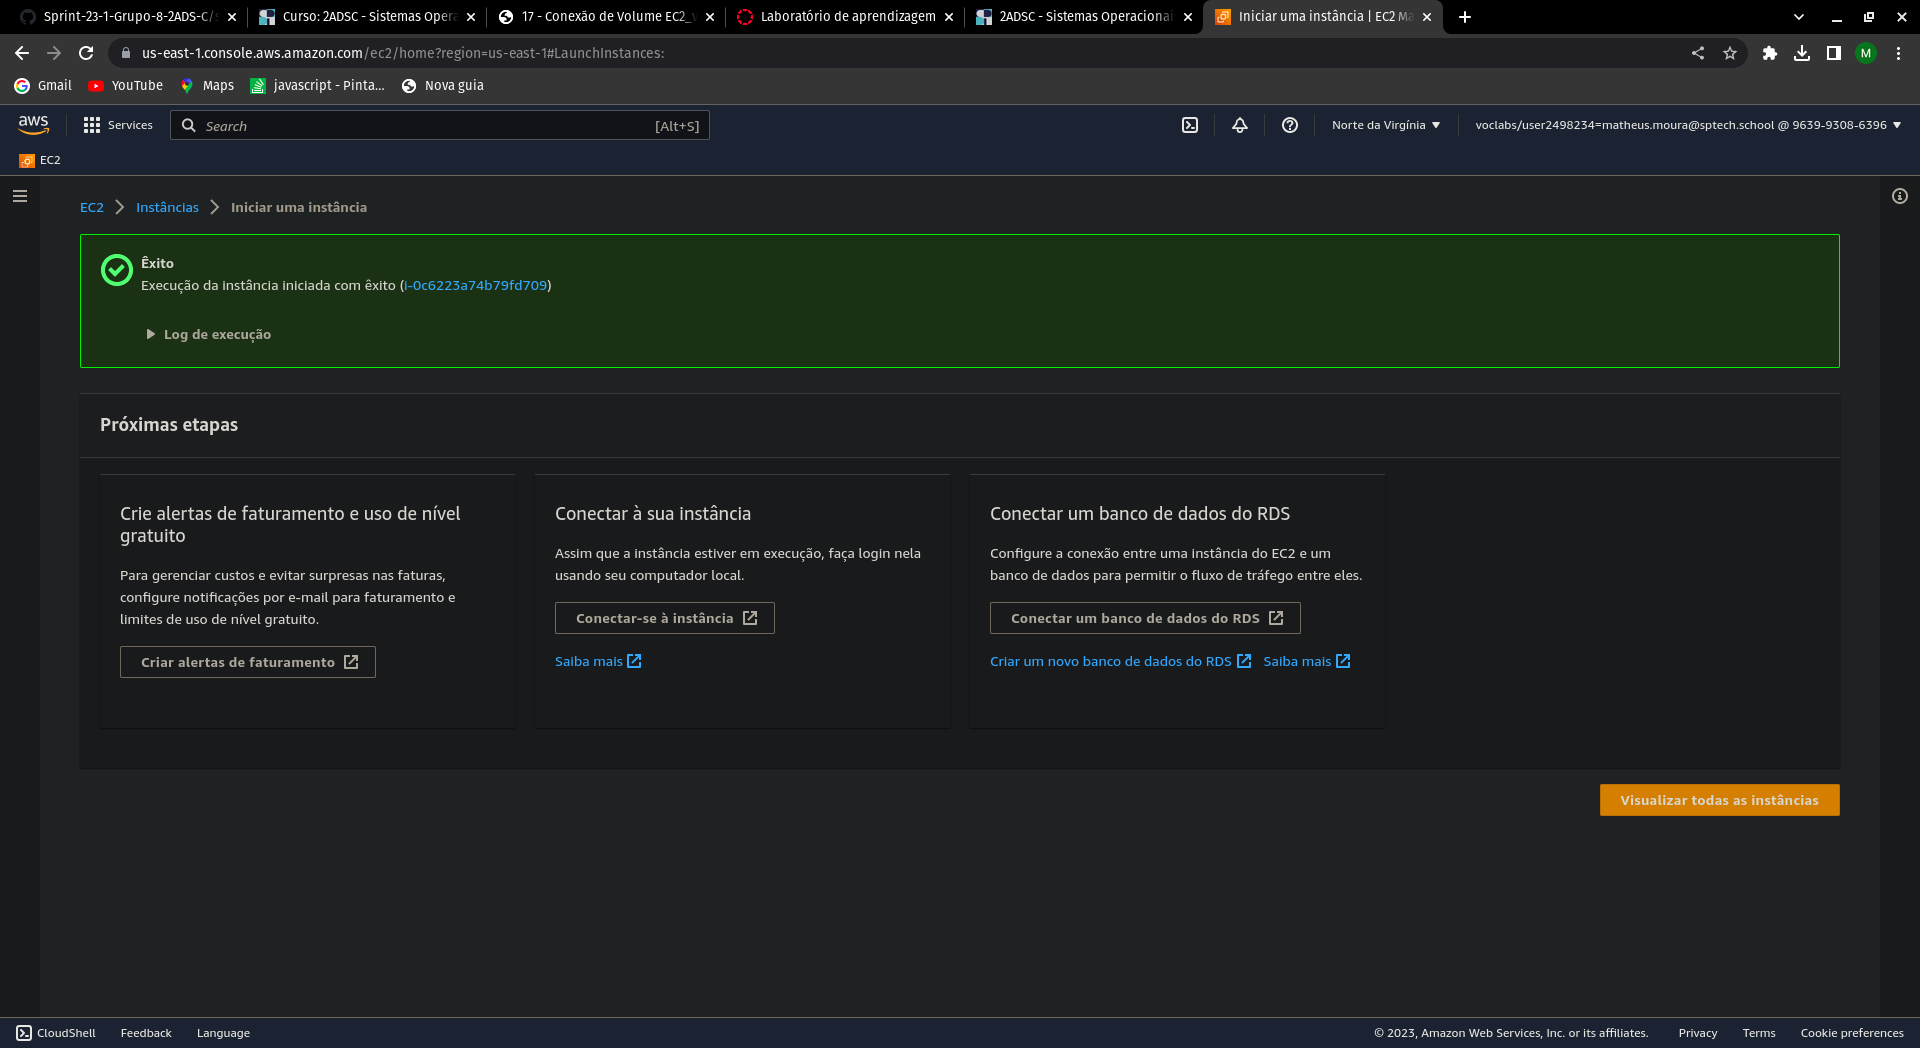 Sprint-23-1-Grupo-8-2ADS-C/
Curso: 2ADSC - Sistemas Opera
17 - Conexão de Volume EC2_
Laboratório de aprendizagem
2ADSC - Sistemas Operacionai
Iniciar uma instância | EC2 Ma
us-east-1.console.aws.amazon.com/ec2/home?region=us-east-1#LaunchInstances:
M
Gmail
YouTube
Maps
javascript - Pinta...
Nova guia
aws
Services
Search
[Alt+S]
Norte da Virgínia
voclabs/user2498234=matheus.moura@sptech.school @ 9639-9308-6396
EC2
EC2
Instâncias
Iniciar uma instância
Êxito
Execução da instância iniciada com êxito (i-0c6223a74b79fd709)
Log de execução
Próximas etapas
Crie alertas de faturamento e uso de nível
gratuito
Para gerenciar custos e evitar surpresas nas faturas,
configure notificações por e-mail para faturamento e
limites de uso de nível gratuito.
Criar alertas de faturamento
Conectar à sua instância
Assim que a instância estiver em execução, faça login nela
usando seu computador local.
Conectar-se à instância
Saiba mais
Conectar um banco de dados do RDS
Configure a conexão entre uma instância do EC2 e um
banco de dados para permitir o fluxo de tráfego entre eles.
Conectar um banco de dados do RDS
Criar um novo banco de dados do RDS
Saiba mais
Visualizar todas as instâncias
CloudShell
Feedback
Language
© 2023, Amazon Web Services, Inc. or its affiliates.
Privacy
Terms
Cookie preferences